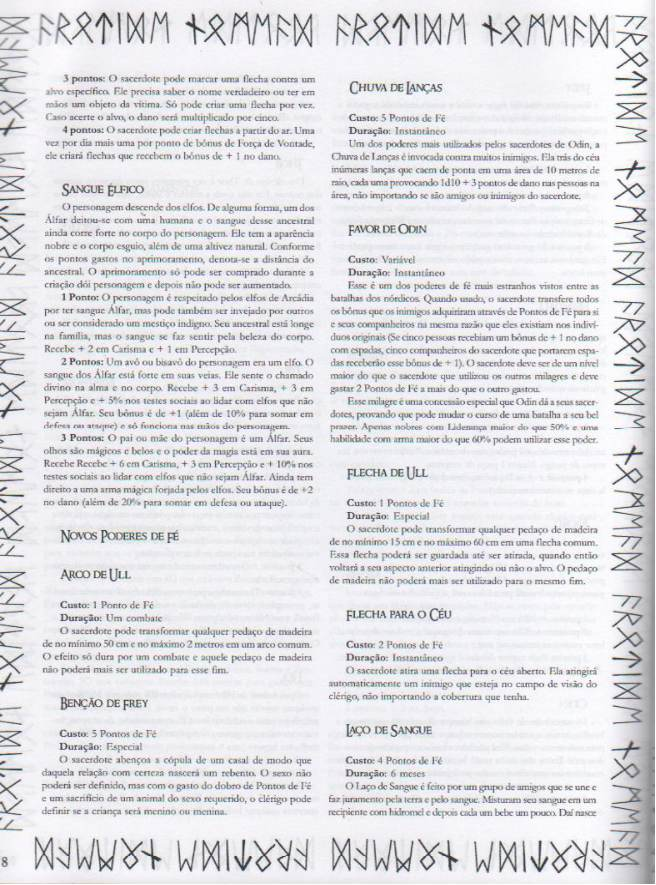 3 pontos: O sacerdote pode marcar uma flecha contra um
alvo específico. Ele precisa saber o nome verdadeiro ou ter em
mãos um objeto da vítima. Só pode criar uma flecha por vez.
Caso acerte o alvo, o dano será multiplicado por cinco.
4 pontos: O sacerdote pode criar flechas a partir do ar. Uma
vez por dia mais uma por ponto de bônus de Força de Vontade,
ele criará flechas que recebem o bônus de + 1 no dano.
SANGUE ÉLFICO
O personagem descende dos elfos. De alguma forma, um dos
Álfar deitou-se com uma humana e o sangue desse ancestral
ainda corre forte no corpo do personagem. Ele tem a aparência
nobre e o corpo esguio, além de uma altivez natural. Conforme
os pontos gastos no aprimoramento, denota-se a distância do
ancestral. O aprimoramento só pode ser comprado durante a
criação dói personagem e depois não pode ser aumentado.
1 Ponto: O personagem é respeitado pelos elfos de Arcádia
por ter sangue Álfar, mas pode também ser invejado por outros
ou ser considerado um mestiço indigno. Seu ancestral está longe
na família, mas o sangue se faz sentir pela beleza do corpo.
Recebe + 2 em Carisma e + 1 em Percepção.
2 Pontos: Um avô ou bisavô do personagem era um elfo. O
sangue dos Álfar está forte em suas veias. Ele sente o chamado
divino na alma e no corpo. Recebe + 3 em Carisma, + 3 em
Percepção e + 5% nos testes sociais ao lidar com elfos que não
sejam Álfar. Seu bônus é de +1 (além de 10% para somar em
defesa ou ataque) e só funciona nas mãos do personagem.
3 Pontos: O pai ou mãe do personagem é um Álfar. Seus
olhos são mágicos e belos e o poder da magia está em sua aura.
Recebe Recebe + 6 em Carisma, + 3 em Percepção e + 10% nos
testes sociais ao lidar com elfos que não sejam Álfar. Ainda tem
direito a uma arma mágica forjada pelos elfos. Seu bônus é de +2
no dano (além de 20% para somar em defesa ou ataque).
NOVOS PODERES DE FÉ
ARCO DE ULL
Custo: 1 Ponto de Fé
Duração: Um combate
O sacerdote pode transformar qualquer pedaço de madeira
de no mínimo 50 cm e no máximo 2 metros em um arco comum.
O efeito só dura por um combate e aquele pedaço de madeira
não poderá mais ser utilizado para esse fim.
BENÇÃO DE FREY
Custo: 5 Pontos de Fé
Duração: Especial
O sacerdote abençoa a cópula de um casal de modo que
daquela relação com certeza nascerá um rebento. O sexo não
poderá ser definido, mas com o gasto do dobro de Pontos de Fé
e um sacrifício de um animal do sexo requerido, o clérigo pode
definir se a criança será menino ou menina.
8
CHUVA DE LANÇAS
Custo: 5 Pontos de Fé
Duração: Instantâneo
Um dos poderes mais utilizados pelos sacerdotes de Odin, a
Chuva de Lanças é invocada contra muitos inimigos. Ela trás do céu
inúmeras lanças que caem de ponta em uma área de 10 metros de
raio, cada uma provocando 1d10 + 3 pontos de dano nas pessoas na
área, não importando se são amigos ou inimigos do sacerdote.
FAVOR DE ODIN
Custo: Variável
Duração: Instantâneo
Esse é um dos poderes de fé mais estranhos vistos entre as
batalhas dos nórdicos. Quando usado, o sacerdote transfere todos
os bônus que os inimigos adquiriram através de Pontos de Fé para si
e seus companheiros na mesma razão que eles existiam nos indiví-
duos originais (Se cinco pessoas recebiam um bônus de + 1 no dano
com espadas, cinco companheiros do sacerdote que portarem espa-
das receberão esse bônus de + 1). O sacerdote deve ser de um nível
maior do que o sacerdote que utilizou os outros milagres e deve
gastar 2 Pontos de Fé a mais do que o outro gastou.
Esse milagre é uma concessão especial que Odin dá a seus sacer-
dotes, provando que pode mudar o curso de uma batalha a seu bel
prazer. Apenas nobres com Liderança maior do que 50% e uma
habilidade com arma maior do que 60% podem utilizar esse poder.
FLECHA DE ULL
Custo: 1 Pontos de Fé
Duração: Especial
O sacerdote pode transformar qualquer pedaço de madeira
de no mínimo 15 cm e no máximo 60 cm em uma flecha comum.
Essa flecha poderá ser guardada até ser atirada, quando então
voltará a seu aspecto anterior atingindo ou não o alvo. O pedaço
de madeira não poderá mais ser utilizado para o mesmo fim.
FLECHA PARA O CÉU
Custo: 2 Pontos de Fé
Duração: Instantâneo
O sacerdote atira uma flecha para o céu aberto. Ela atingirá
automaticamente um inimigo que esteja no campo de visão do
clérigo, não importando a cobertura que tenha.
LAÇO DE SANGUE
Custo: 4 Pontos de Fé
Duração: 6 meses
O Laço de Sangue é feito por um grupo de amigos que se une e
faz juramento pela terra e pelo sangue. Misturam seu sangue em um
recipiente com hidromel e depois cada um bebe um pouco. Daí nasce